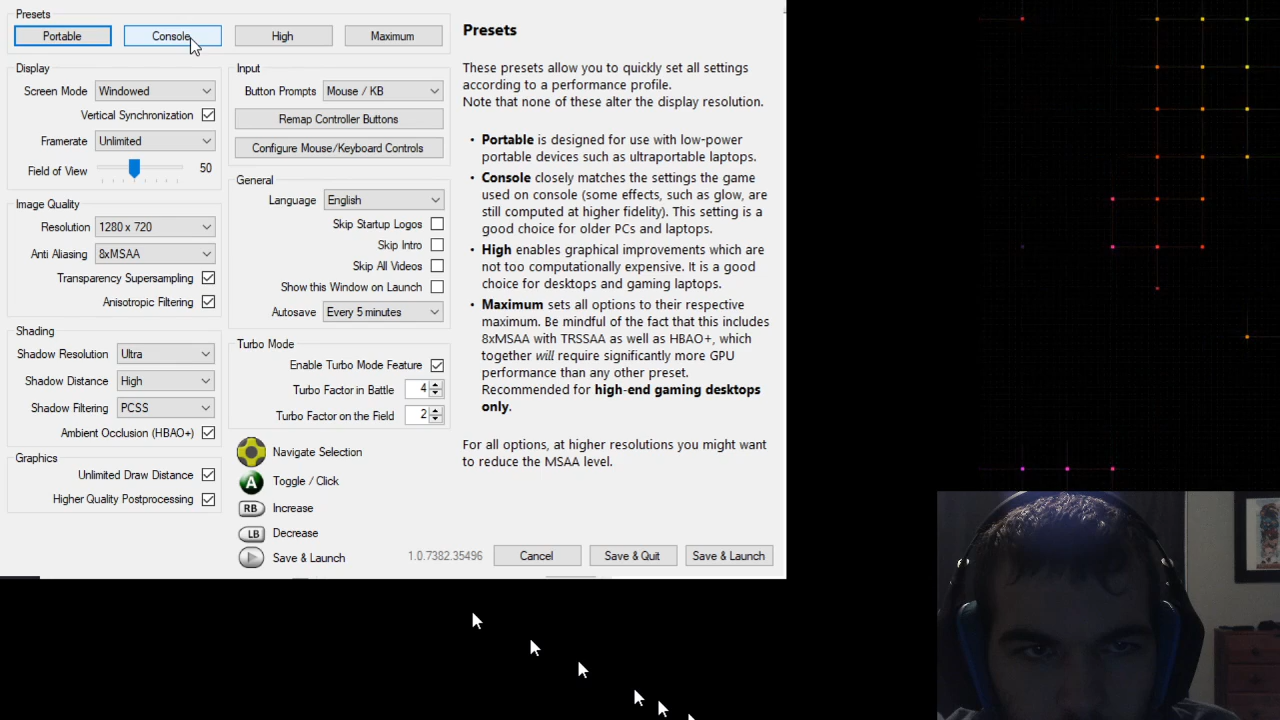 Presets
Portable
Console
High
Maximum
Display
Screen Mode
Windowed
Vertical Synchronization
Framerate
Unlimited
Field of View
50
Image Quality
Resolution
1280 x 720
Anti Aliasing
8xMSAA
Transparency Supersampling
Anisotropic Filtering
Shading
Shadow Resolution
Ultra
Shadow Distance
High
Shadow Filtering
PCSS
Ambient Occlusion (HBAO+)
Graphics
Unlimited Draw Distance
Higher Quality Postprocessing
Input
Button Prompts
Mouse / KB
Remap Controller Buttons
Configure Mouse/Keyboard Controls
General
Language
English
Skip Startup Logos
Skip Intro
Skip All Videos
Show this Window on Launch
Autosave
Every 5 minutes
Turbo Mode
Enable Turbo Mode Feature
Turbo Factor in Battle
4
Turbo Factor on the Field
2
Navigate Selection
A
Toggle / Click
RB
Increase
LB
Decrease
Save & Launch
Presets
These presets allow you to quickly set all settings
according to a performance profile.
Note that none of these alter the display resolution.
• Portable is designed for use with low-power
portable devices such as ultraportable laptops.
• Console closely matches the settings the game
used on console (some effects, such as glow, are
still computed at higher fidelity). This setting is a
good choice for older PCs and laptops.
• High enables graphical improvements which are
not too computationally expensive. It is a good
choice for desktops and gaming laptops.
• Maximum sets all options to their respective
maximum. Be mindful of the fact that this includes
8xMSAA with TRSSAA as well as HBAO+, which
together will require significantly more GPU
performance than any other preset.
Recommended for high-end gaming desktops
only.
For all options, at higher resolutions you might want
to reduce the MSAA level.
1.0.7382.35496
Cancel
Save & Quit
Save & Launch